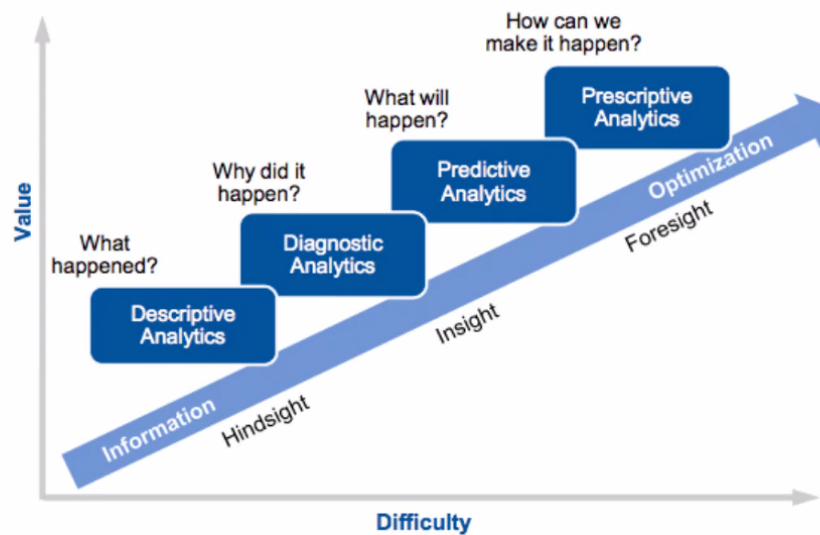 How can we
make it happen?
Prescriptive
Analytics
What will
happen?
Predictive
Analytics
Why did it
happen?
Diagnostic
Analytics
What
happened?
Descriptive
Analytics
Value
Information
Optimization
Hindsight
Insight
Foresight
Difficulty